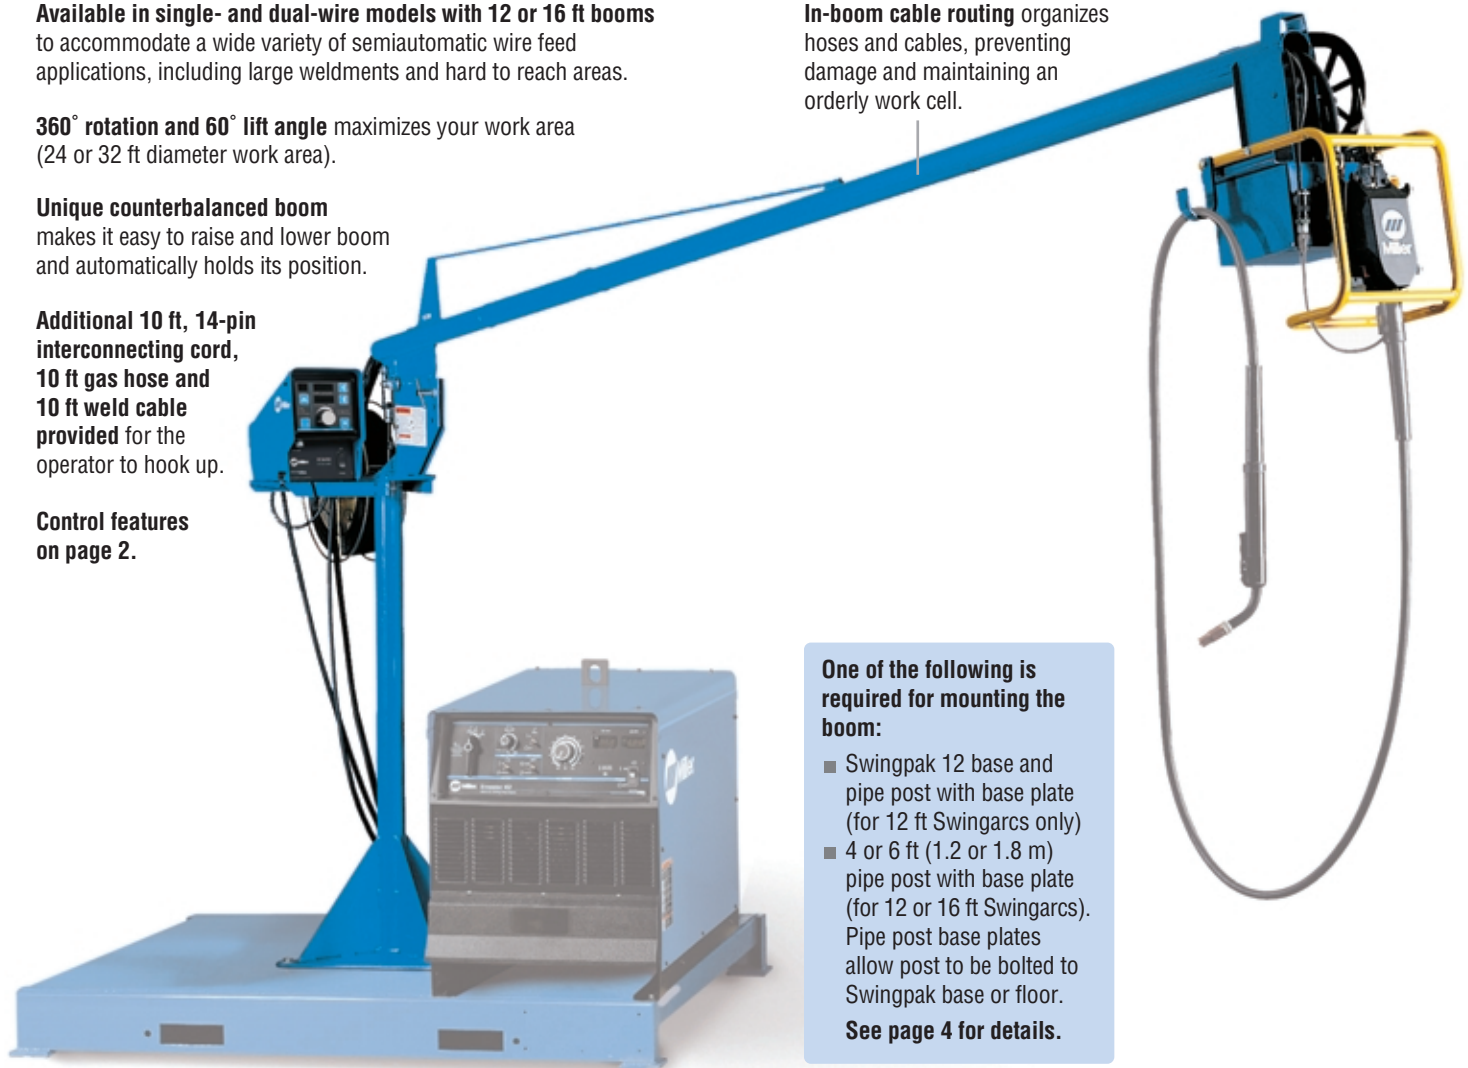 Available in single- and dual-wire models with 12 or 16 ft booms
to accommodate a wide variety of semiautomatic wire feed
applications, including large weldments and hard to reach areas.
360˚ rotation and 60˚ lift angle maximizes your work area
(24 or 32 ft diameter work area).
Unique counterbalanced boom
makes it easy to raise and lower boom
and automatically holds its position.
Additional 10 ft, 14-pin
interconnecting cord,
10 ft gas hose and
10 ft weld cable
provided for the
operator to hook up.
Control features
on page 2.
In-boom cable routing organizes
hoses and cables, preventing
damage and maintaining an
orderly work cell.
Miller
Miller
Miller
One of the following is
required for mounting the
boom:
■ Swingpak 12 base and
pipe post with base plate
(for 12 ft Swingarcs only)
■ 4 or 6 ft (1.2 or 1.8 m)
pipe post with base plate
(for 12 or 16 ft Swingarcs).
Pipe post base plates
allow post to be bolted to
Swingpak base or floor.
See page 4 for details.